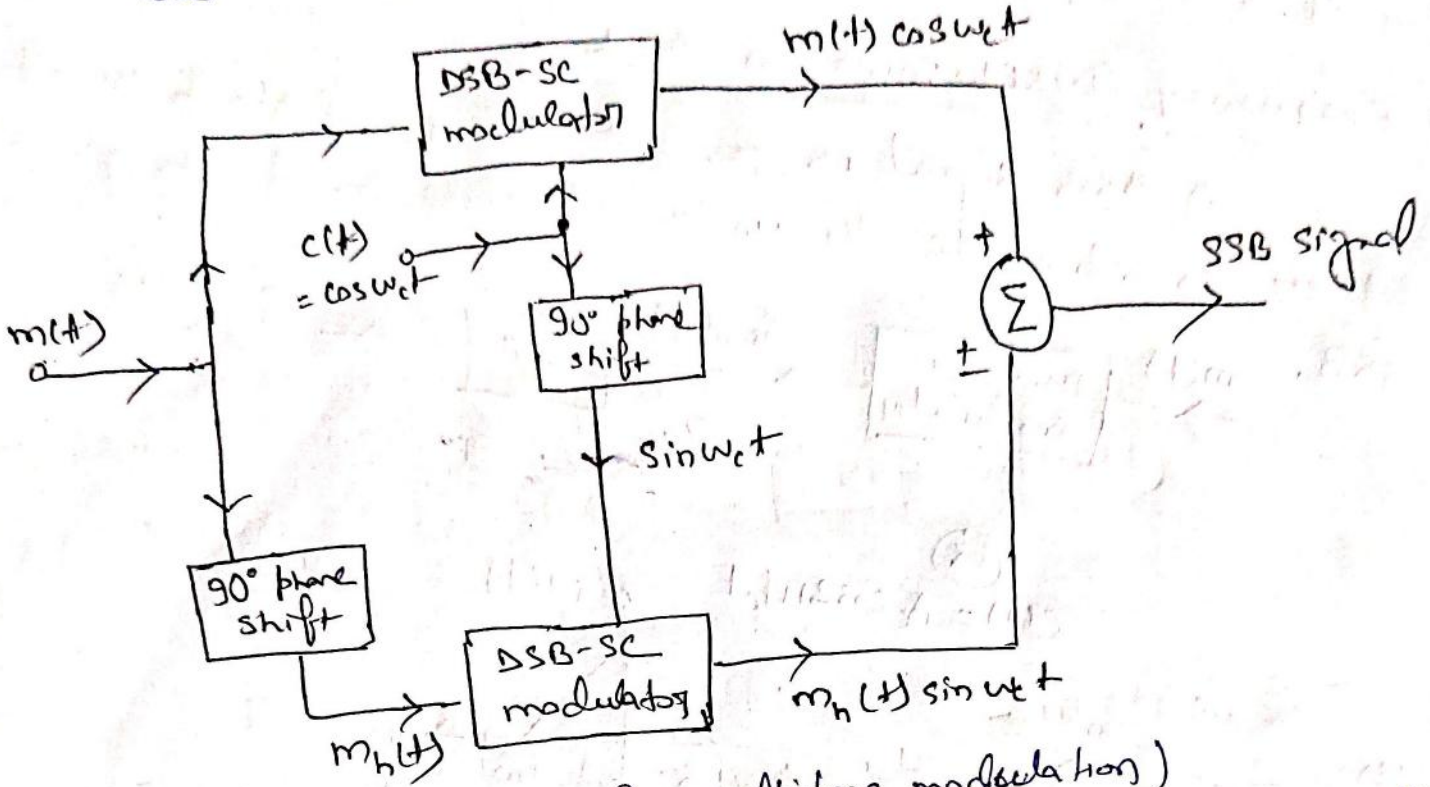 m(t) cos wct
DSB-SC
modulator
c(t)
= cos wct
+
SSB signal
Σ
m(t)
90° phase
shift
±
sin wct
90° phase
shift
DSB-SC
modulator
mh(t) sin wct
mh(t)
modulation)